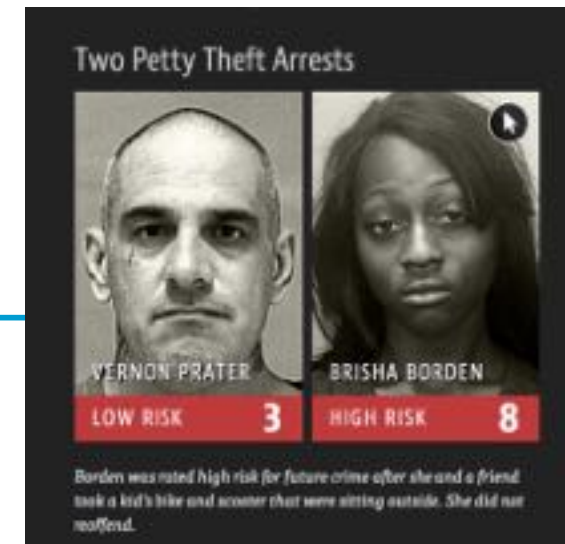 Two Petty Theft Arrests
VERNON PRATER
BRISHA BORDEN
LOW RISK 3
HIGH RISK 8
Borden was rated high risk for future crime after she and a friend
took a kid's bike and scooter that were sitting outside. She did not
reoffend.